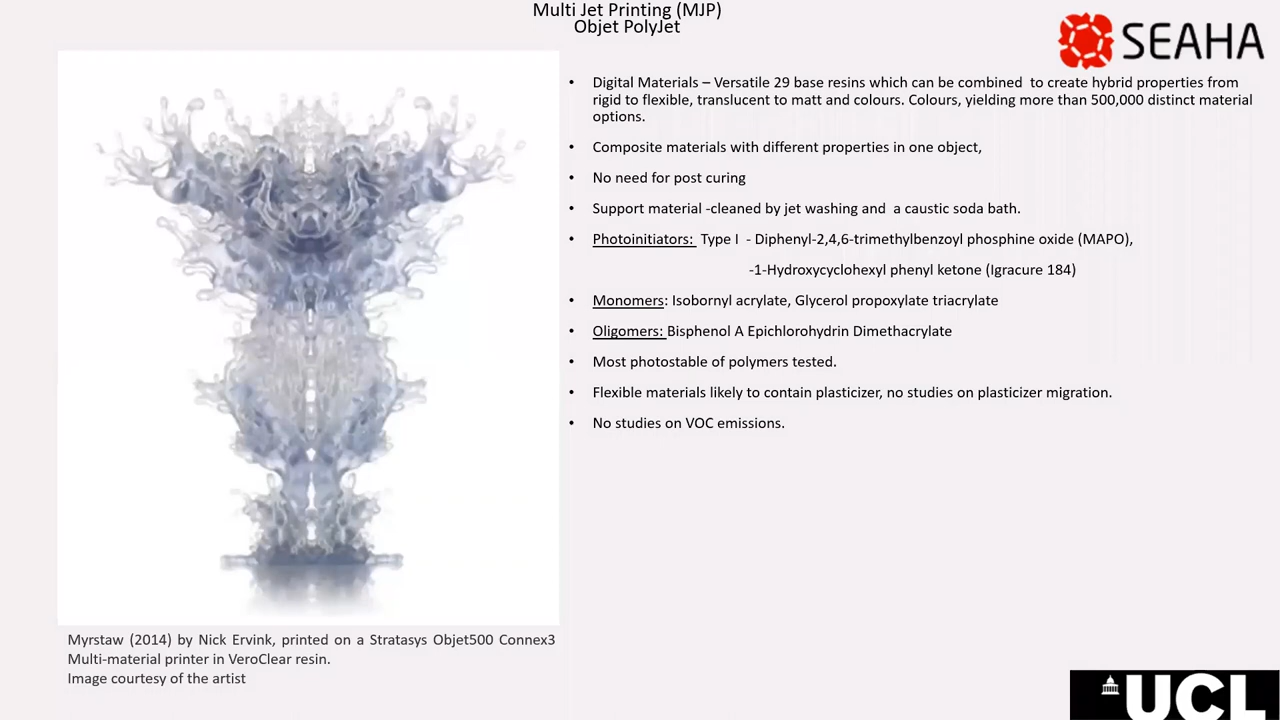 Multi Jet Printing (MJP)
Objet PolyJet
SEAHA
• Digital Materials – Versatile 29 base resins which can be combined to create hybrid properties from
rigid to flexible, translucent to matt and colours. Colours, yielding more than 500,000 distinct material
options.
• Composite materials with different properties in one object,
• No need for post curing
• Support material -cleaned by jet washing and a caustic soda bath.
• Photoinitiators: Type I - Diphenyl-2,4,6-trimethylbenzoyl phosphine oxide (MAPO),
-1-Hydroxycyclohexyl phenyl ketone (Igracure 184)
• Monomers: Isobornyl acrylate, Glycerol propoxylate triacrylate
• Oligomers: Bisphenol A Epichlorohydrin Dimethacrylate
• Most photostable of polymers tested.
• Flexible materials likely to contain plasticizer, no studies on plasticizer migration.
• No studies on VOC emissions.
Myrstaw (2014) by Nick Ervink, printed on a Stratasys Objet500 Connex3
Multi-material printer in VeroClear resin.
Image courtesy of the artist
UCL